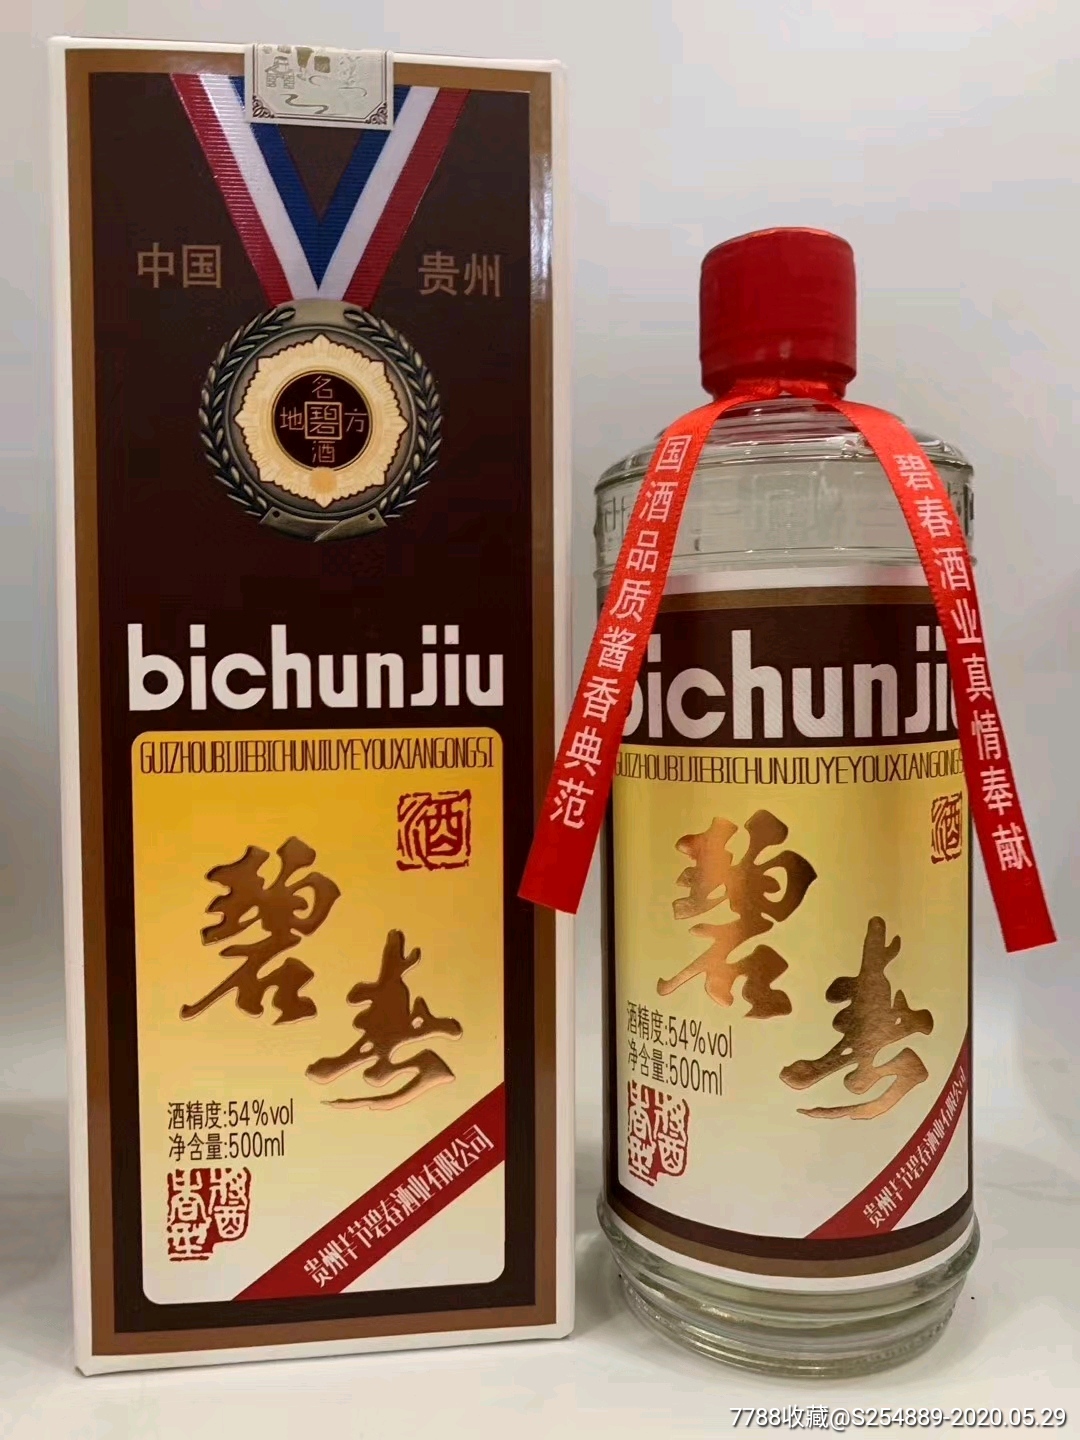 中国
贵州
名
地碧方
酒
bichunjiu
GUIZHOUBIJIEBICHUNJIUYEYOUXIANGONGSI
酒
碧春
酒精度:54%vol
净含量:500ml
酱香型
贵州毕节碧春酒业有限公司
国酒品质酱香典范
碧春酒业真情奉献
bichunji
GUIZHOUBIJIEBICHUNJIUYEYOUXIANGONGS
酒
碧春
酒精度:54%vol
净含量:500ml
酱香型
贵州毕节碧春酒业有限公司
7788收藏@S254889-2020.05.29